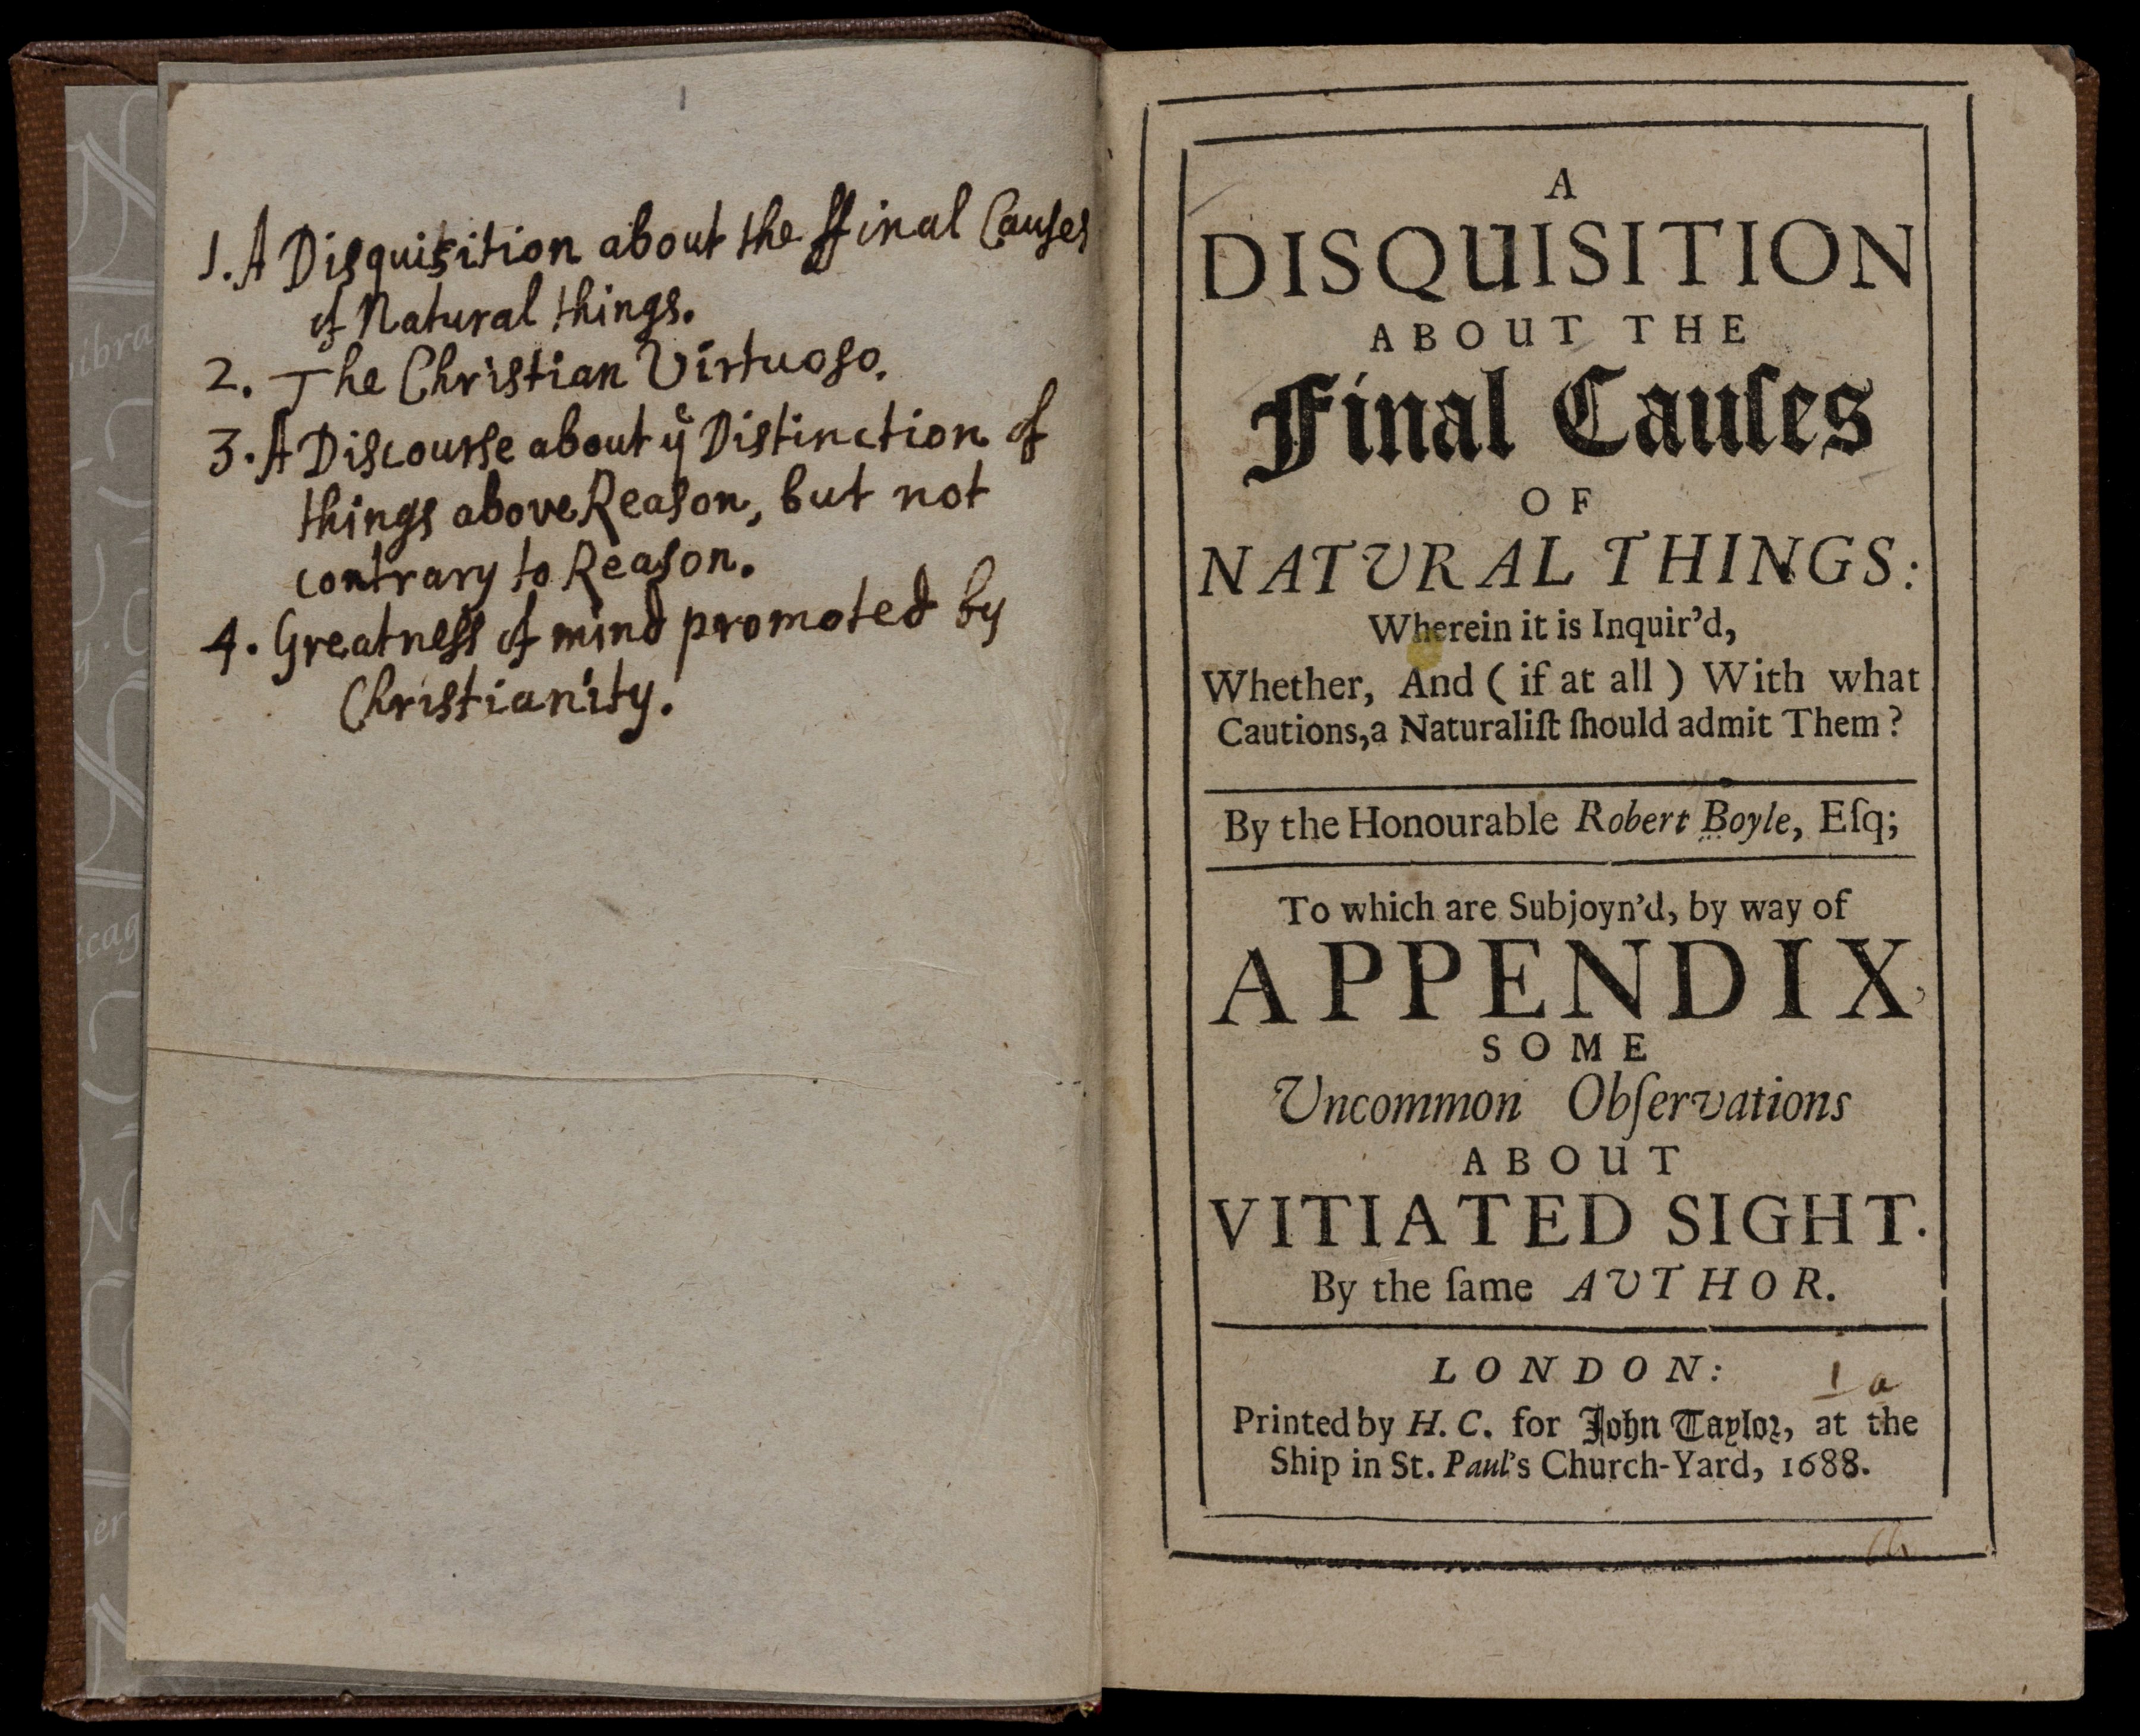 1. A Disquisition about the ffinal Cauſes
of Natural things.
2. The Christian Virtuoso.
3. A Discourse about yͤ Distinction of
things above Reaſon, but not
contrary to Reaſon.
4. Greatneſs of mind promoted by
Christianity.
A
DISQUISITION
ABOUT THE
Final Cauſes
OF
NATURAL THINGS:
Wherein it is Inquir'd,
Whether, And ( if at all ) With what
Cautions, a Naturaliſt ſhould admit Them?
By the Honourable Robert Boyle, Eſq;
To which are Subjoyn'd, by way of
APPENDIX,
SOME
Uncommon Obſervations
ABOUT
VITIATED SIGHT.
By the ſame AUTHOR.
LONDON:
1 a
Printed by H. C. for John Taylor, at the
Ship in St. Paul's Church-Yard, 1688.